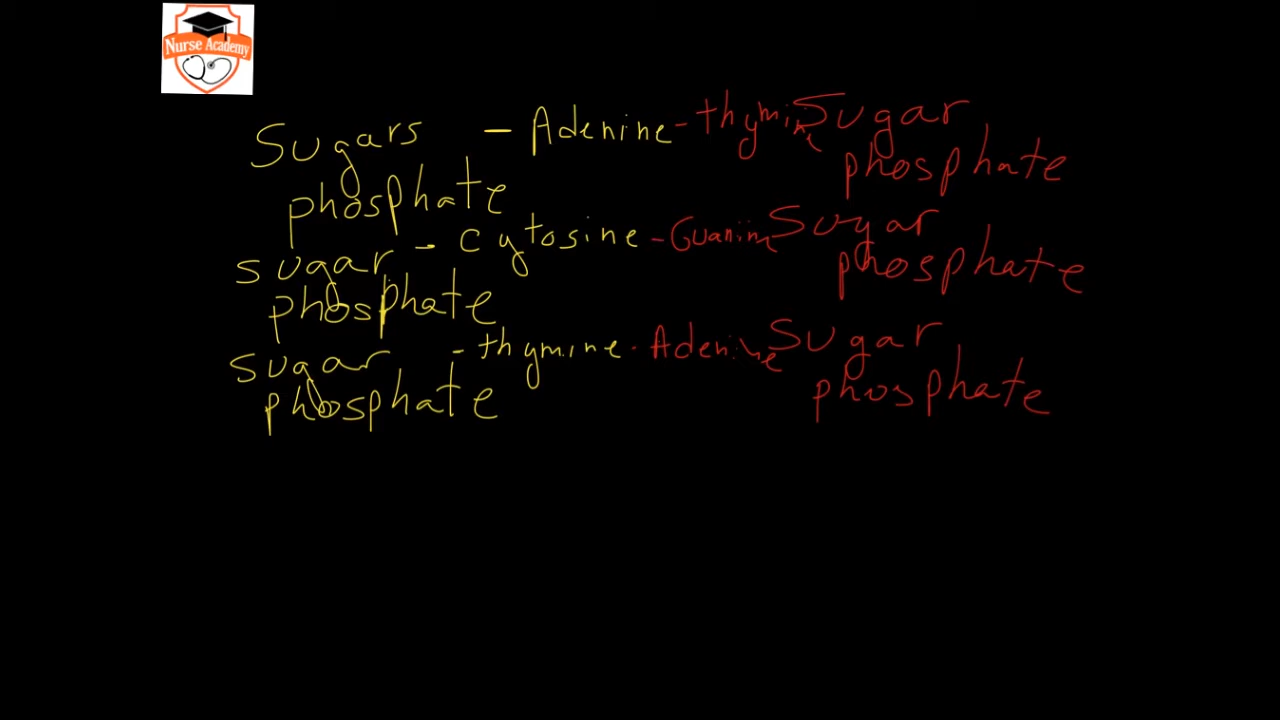 Nurse Academy
Sugars - Adenine - thymine Sugar
phosphate phosphate
sugar - cytosine - Guanine Sugar
phosphate phosphate
sugar - thymine - Adenine Sugar
phosphate phosphate